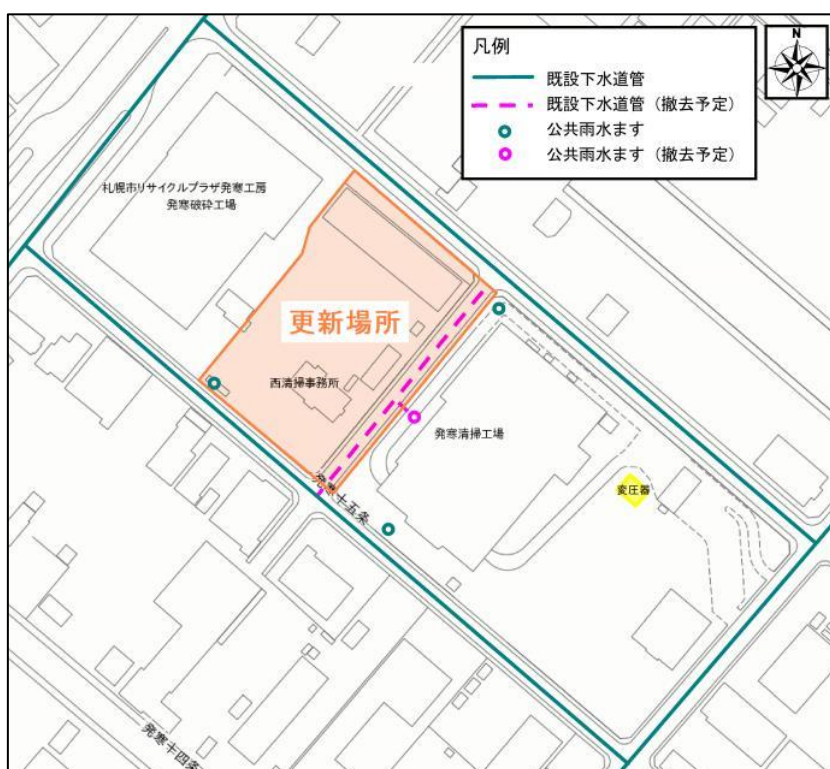 凡例
既設下水道管
既設下水道管（撤去予定）
公共雨水ます
公共雨水ます（撤去予定）
N
札幌市リサイクルプラザ発寒工房
発寒破砕工場
更新場所
西清掃事務所
発寒清掃工場
変圧器
発寒十五条
発寒十四条